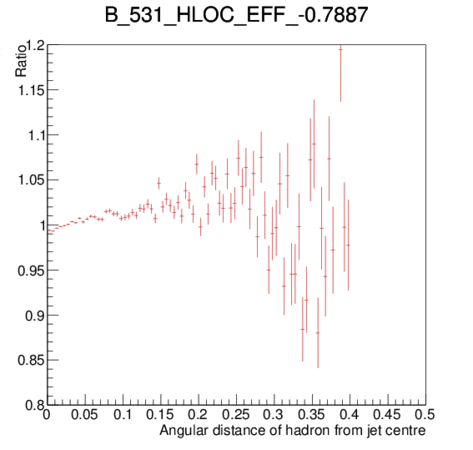 B_531_HLOC_EFF_-0.7887
Ratio
1.2
1.15
1.1
1.05
1
0.95
0.9
0.85
0.8
0 0.05 0.1 0.15 0.2 0.25 0.3 0.35 0.4 0.45 0.5
Angular distance of hadron from jet centre